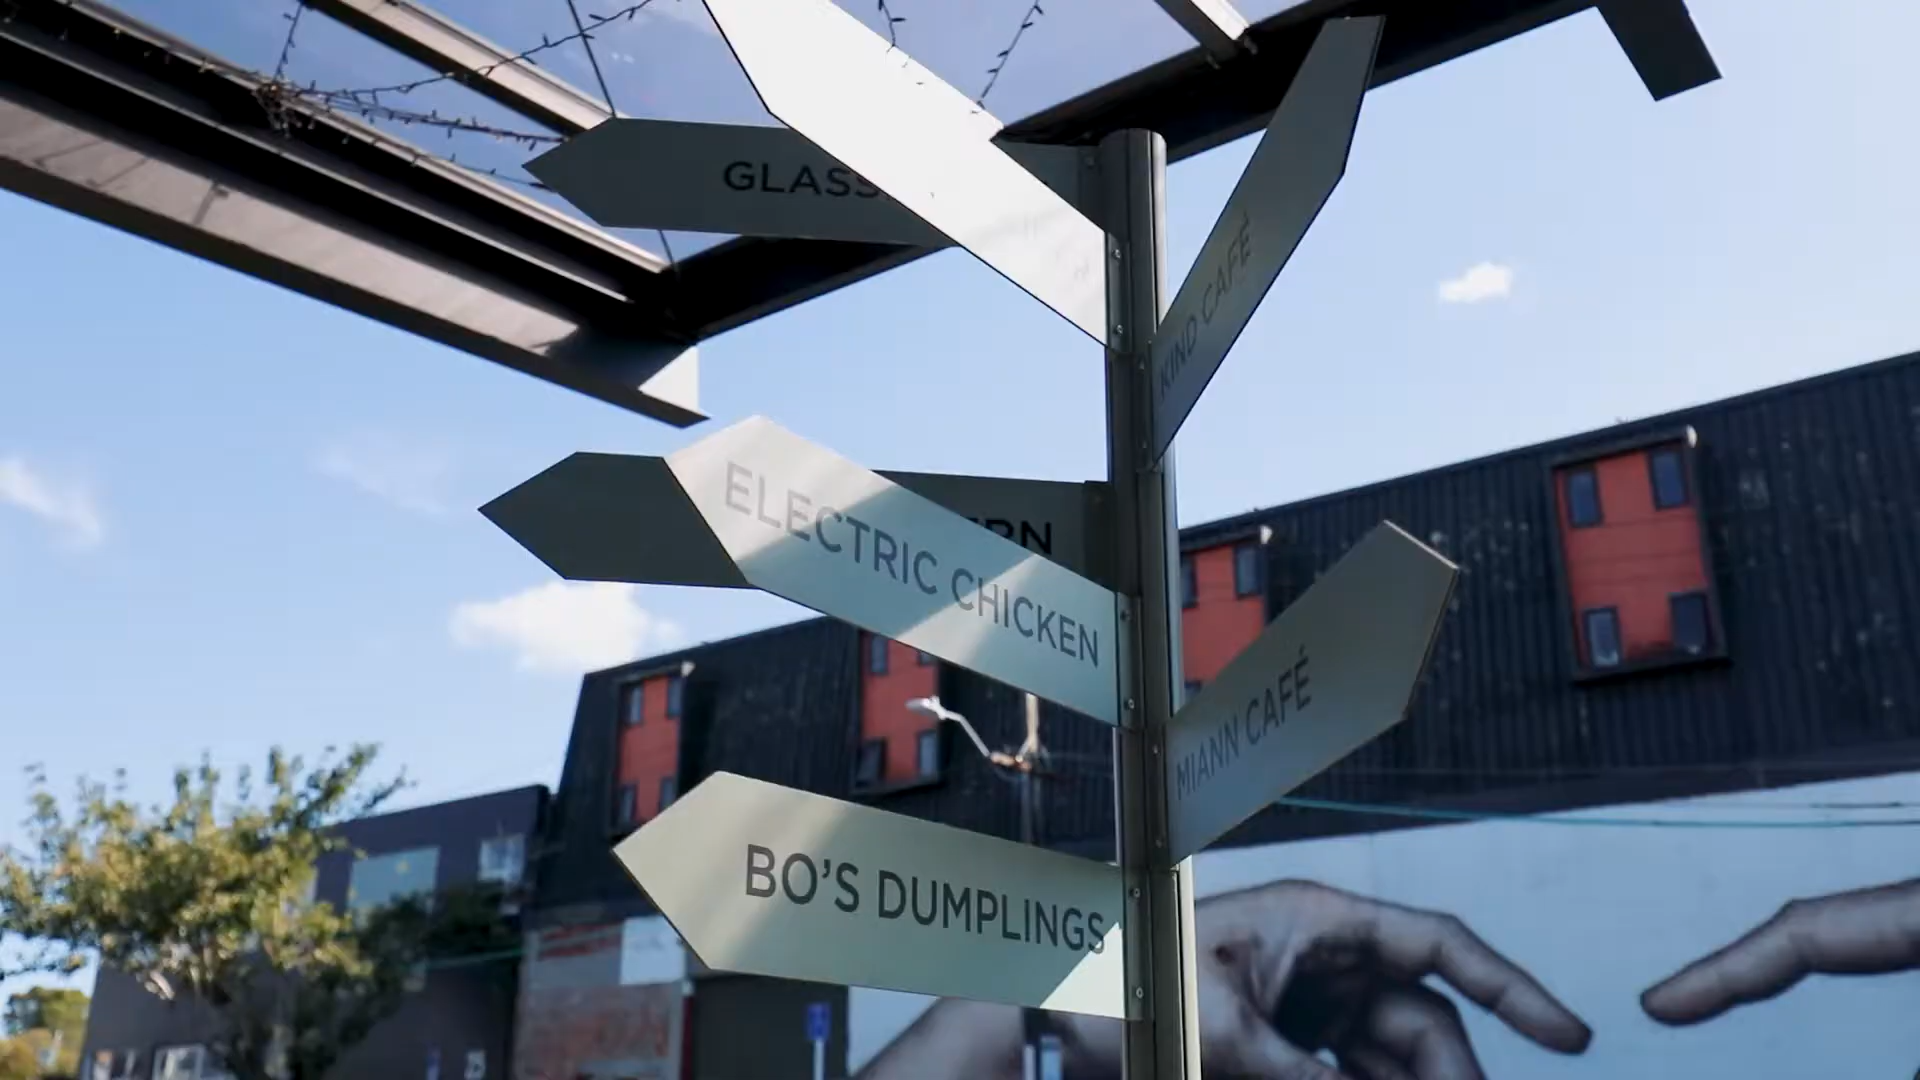 GLASS
KIND CAFÉ
ELECTRIC CHICKEN
MIANN CAFÉ
BO'S DUMPLINGS